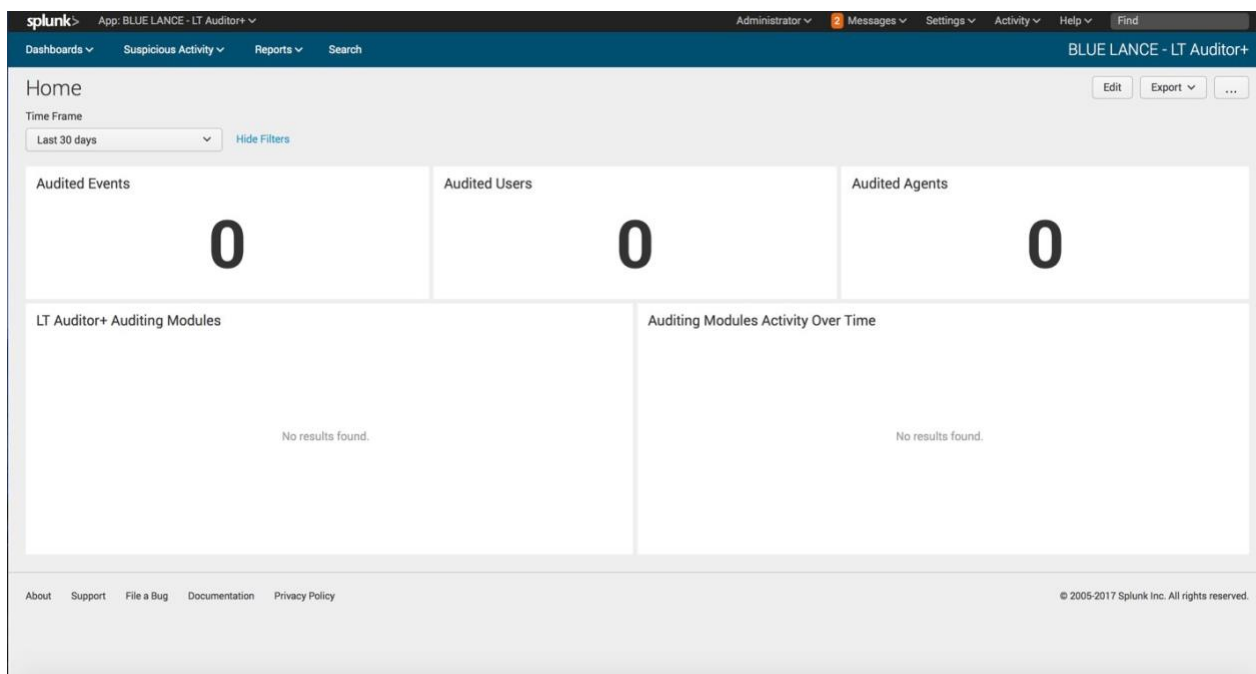 splunk> App: BLUE LANCE - LT Auditor+ Administrator 2 Messages Settings Activity Help Find
Dashboards Suspicious Activity Reports Search BLUE LANCE - LT Auditor+
Home Edit Export ...
Time Frame
Last 30 days Hide Filters
Audited Events Audited Users Audited Agents
0 0 0
LT Auditor+ Auditing Modules Auditing Modules Activity Over Time
No results found. No results found.
About Support File a Bug Documentation Privacy Policy © 2005-2017 Splunk Inc. All rights reserved.